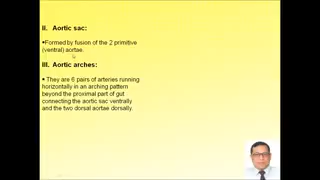 II. Aortic sac:
•Formed by fusion of the 2 primitive
(ventral) aortae.
III. Aortic arches:
• They are 6 pairs of arteries running
horizontally in an arching pattern
beyond the proximal part of gut
connecting the aortic sac ventrally
and the two dorsal aortae dorsally.